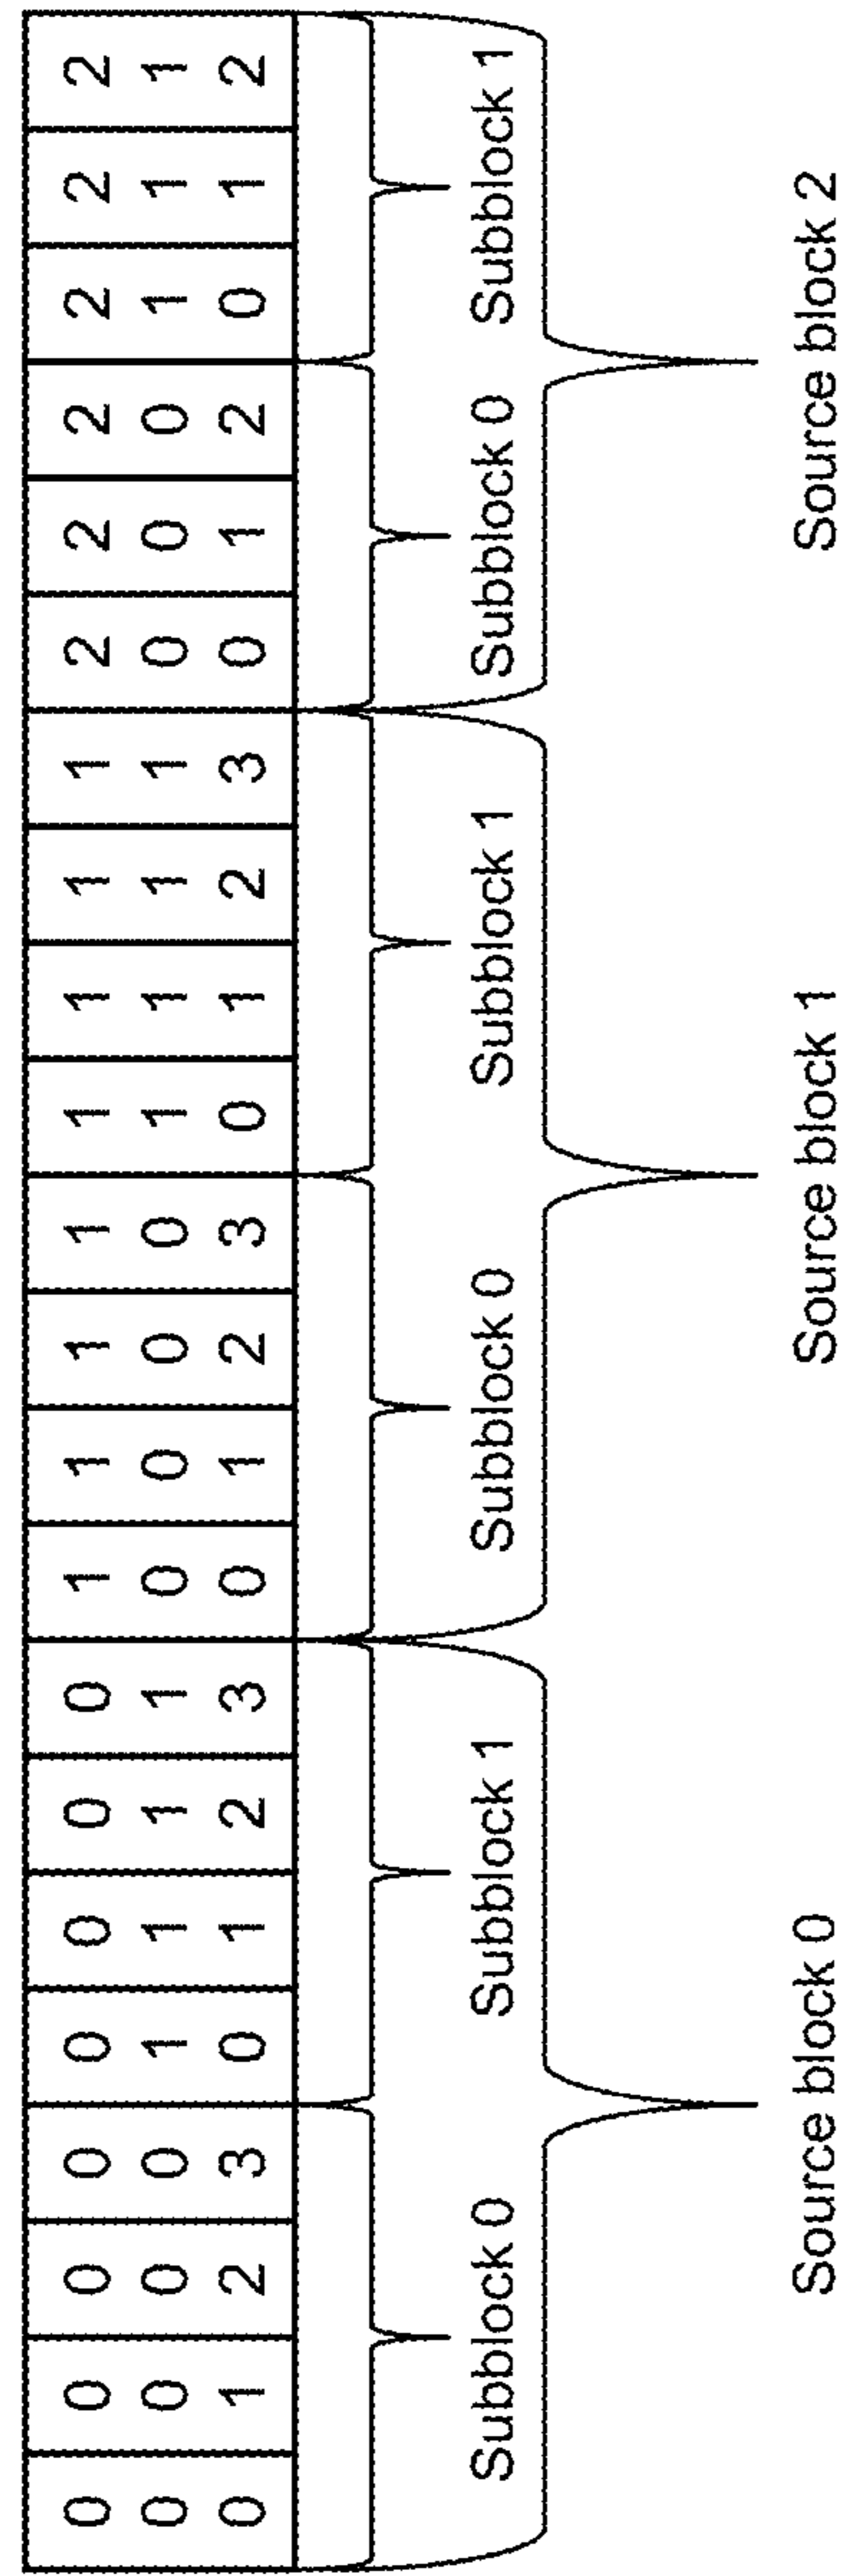 0 0 0 0 0 0 0 0 1 1 1 1 1 1 1 1 2 2 2 2 2 2
0 0 0 0 1 1 1 1 0 0 0 0 1 1 1 1 0 0 0 1 1 1
0 1 2 3 0 1 2 3 0 1 2 3 0 1 2 3 0 1 2 0 1 2
Subblock 0 Subblock 1 Subblock 0 Subblock 1 Subblock 0 Subblock 1
Source block 0 Source block 1 Source block 2